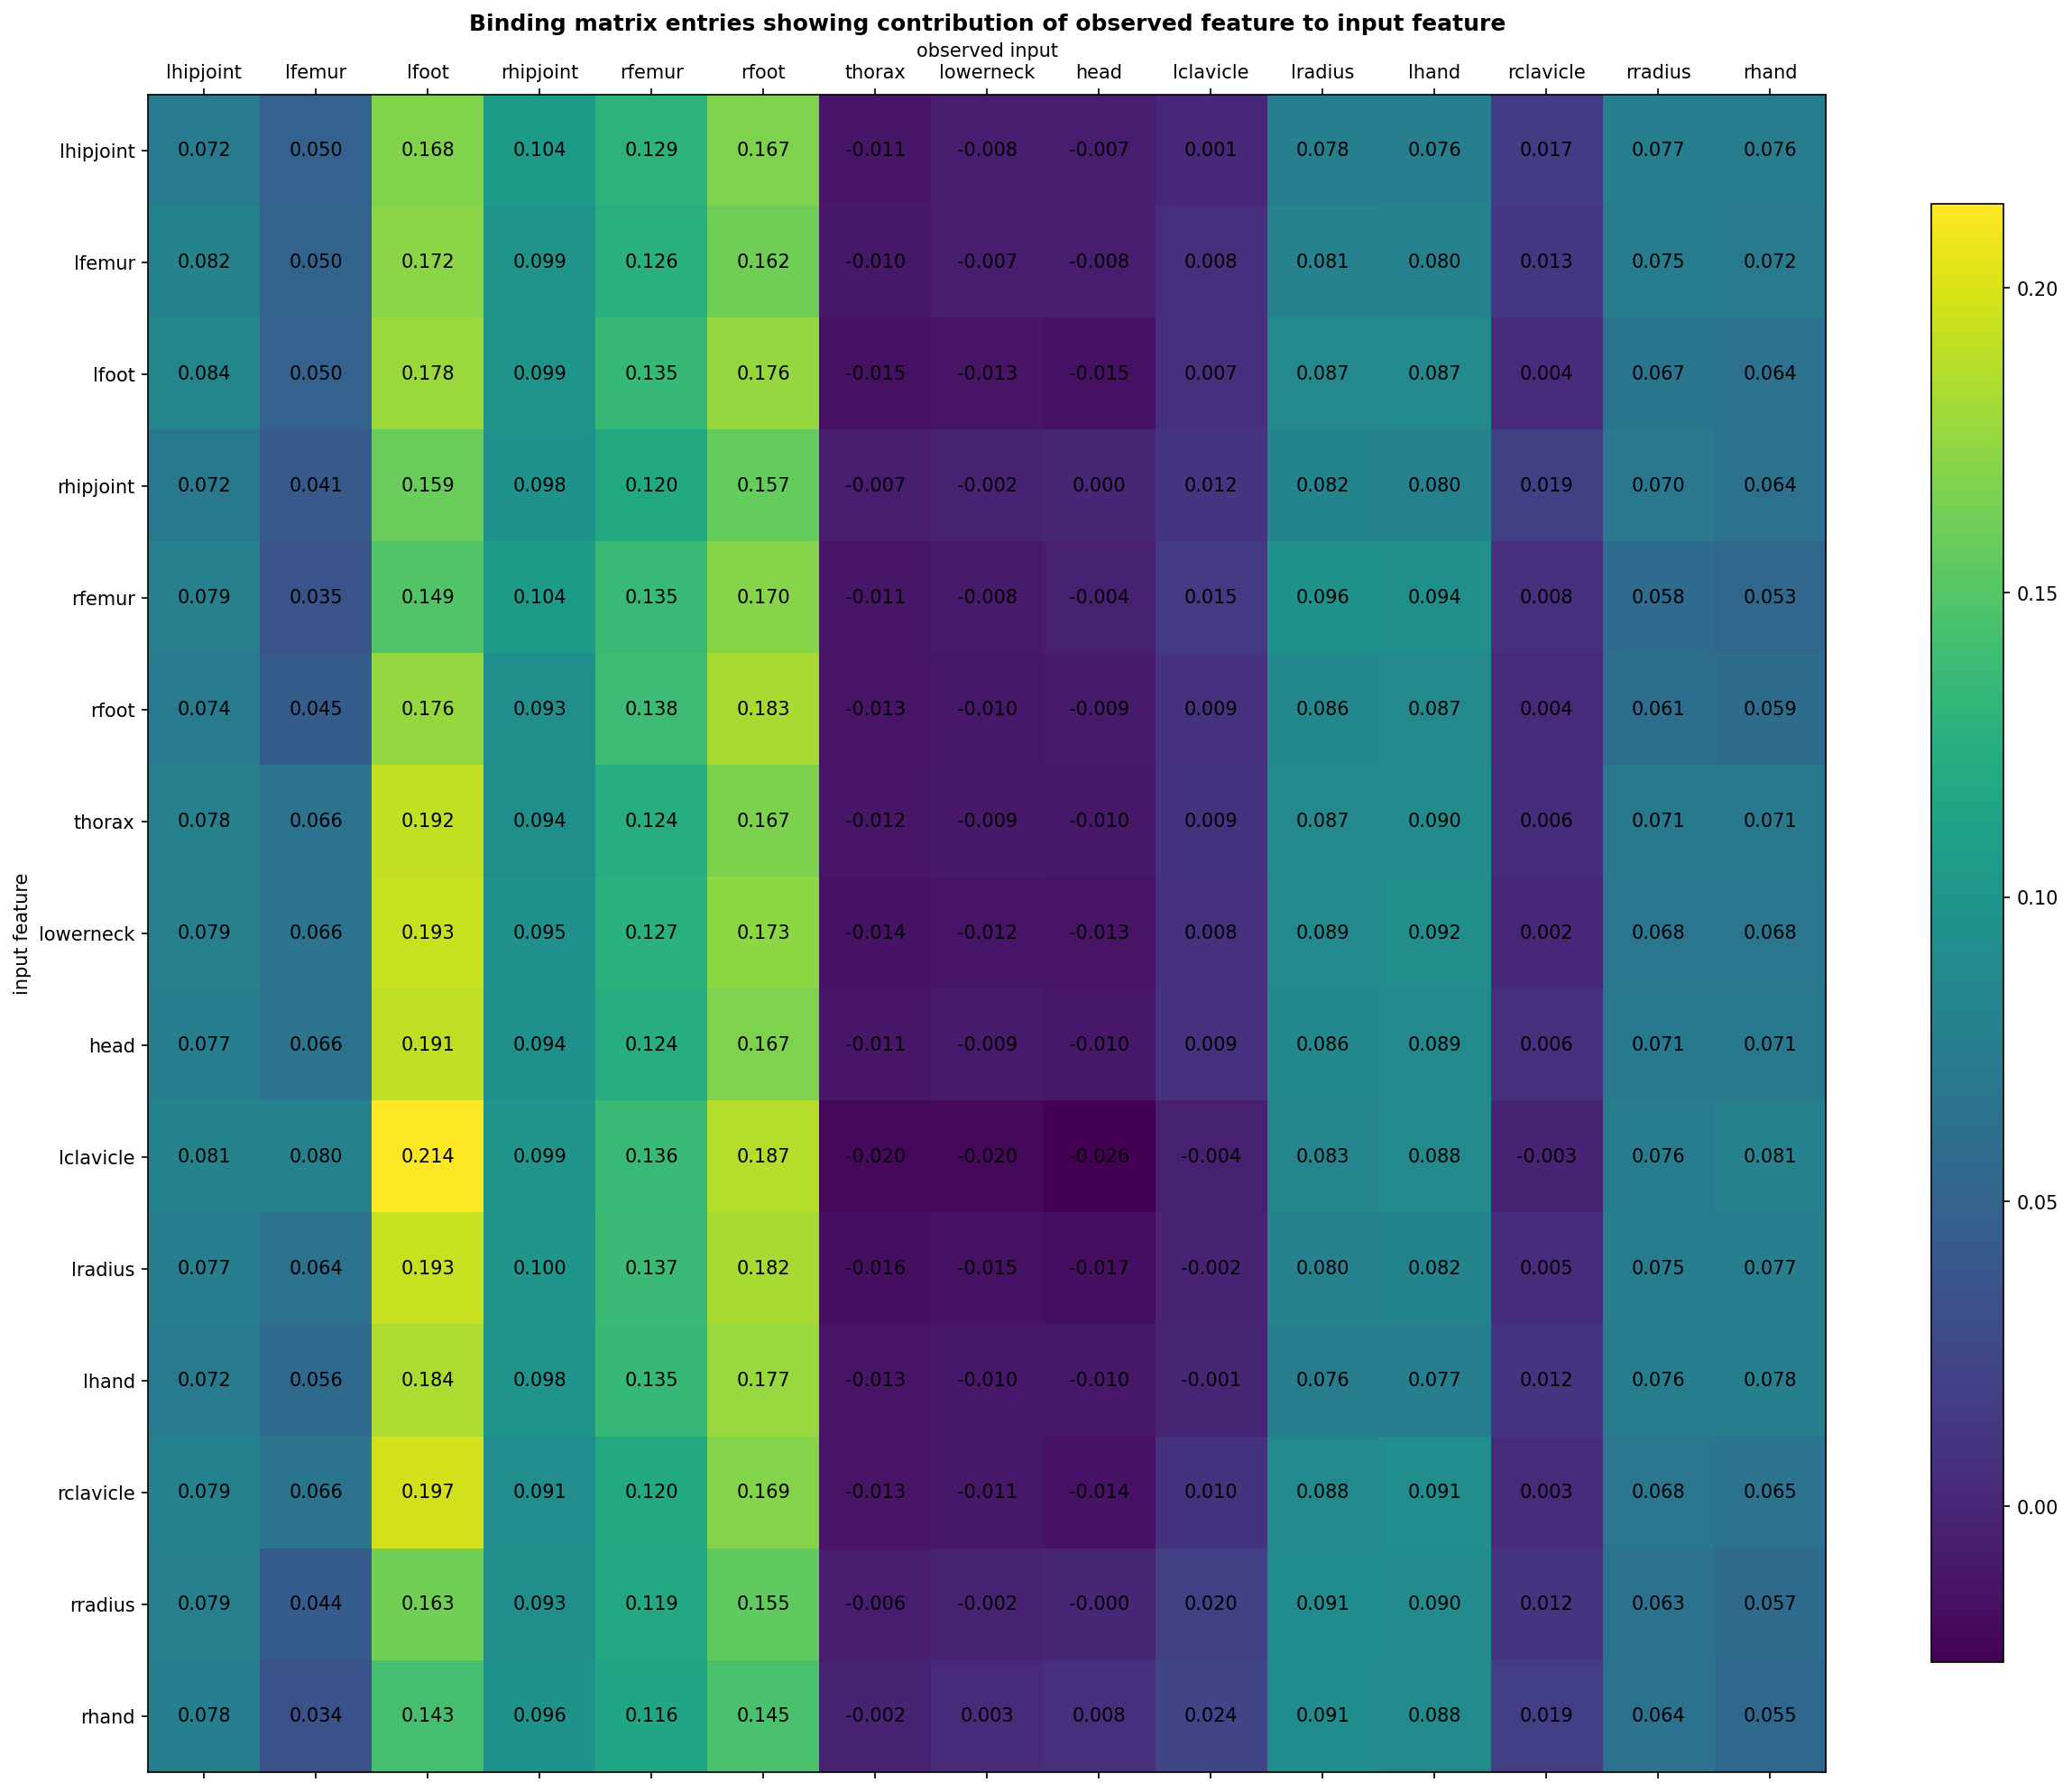 Binding matrix entries showing contribution of observed feature to input feature
observed input
lhipjoint lfemur lfoot rhipjoint rfemur rfoot thorax lowerneck head lclavicle lradius lhand rclavicle rradius rhand
lhipjoint 0.072 0.050 0.168 0.104 0.129 0.167 -0.011 -0.008 -0.007 0.001 0.078 0.076 0.017 0.077 0.076
lfemur 0.082 0.050 0.172 0.099 0.126 0.162 -0.010 -0.007 -0.008 0.008 0.081 0.080 0.013 0.075 0.072
lfoot 0.084 0.050 0.178 0.099 0.135 0.176 -0.015 -0.013 -0.015 0.007 0.087 0.087 0.004 0.067 0.064
rhipjoint 0.072 0.041 0.159 0.098 0.120 0.157 -0.007 -0.002 0.000 0.012 0.082 0.080 0.019 0.070 0.064
rfemur 0.079 0.035 0.149 0.104 0.135 0.170 -0.011 -0.008 -0.004 0.015 0.096 0.094 0.008 0.058 0.053
rfoot 0.074 0.045 0.176 0.093 0.138 0.183 -0.013 -0.010 -0.009 0.009 0.086 0.087 0.004 0.061 0.059
thorax 0.078 0.066 0.192 0.094 0.124 0.167 -0.012 -0.009 -0.010 0.009 0.087 0.090 0.006 0.071 0.071
input feature
lowerneck 0.079 0.066 0.193 0.095 0.127 0.173 -0.014 -0.012 -0.013 0.008 0.089 0.092 0.002 0.068 0.068
head 0.077 0.066 0.191 0.094 0.124 0.167 -0.011 -0.009 -0.010 0.009 0.086 0.089 0.006 0.071 0.071
lclavicle 0.081 0.080 0.214 0.099 0.136 0.187 -0.020 -0.020 -0.026 -0.004 0.083 0.088 -0.003 0.076 0.081
lradius 0.077 0.064 0.193 0.100 0.137 0.182 -0.016 -0.015 -0.017 -0.002 0.080 0.082 0.005 0.075 0.077
lhand 0.072 0.056 0.184 0.098 0.135 0.177 -0.013 -0.010 -0.010 -0.001 0.076 0.077 0.012 0.076 0.078
rclavicle 0.079 0.066 0.197 0.091 0.120 0.169 -0.013 -0.011 -0.014 0.010 0.088 0.091 0.003 0.068 0.065
rradius 0.079 0.044 0.163 0.093 0.119 0.155 -0.006 -0.002 -0.000 0.020 0.091 0.090 0.012 0.063 0.057
rhand 0.078 0.034 0.143 0.096 0.116 0.145 -0.002 0.003 0.008 0.024 0.091 0.088 0.019 0.064 0.055
0.20
0.15
0.10
0.05
0.00